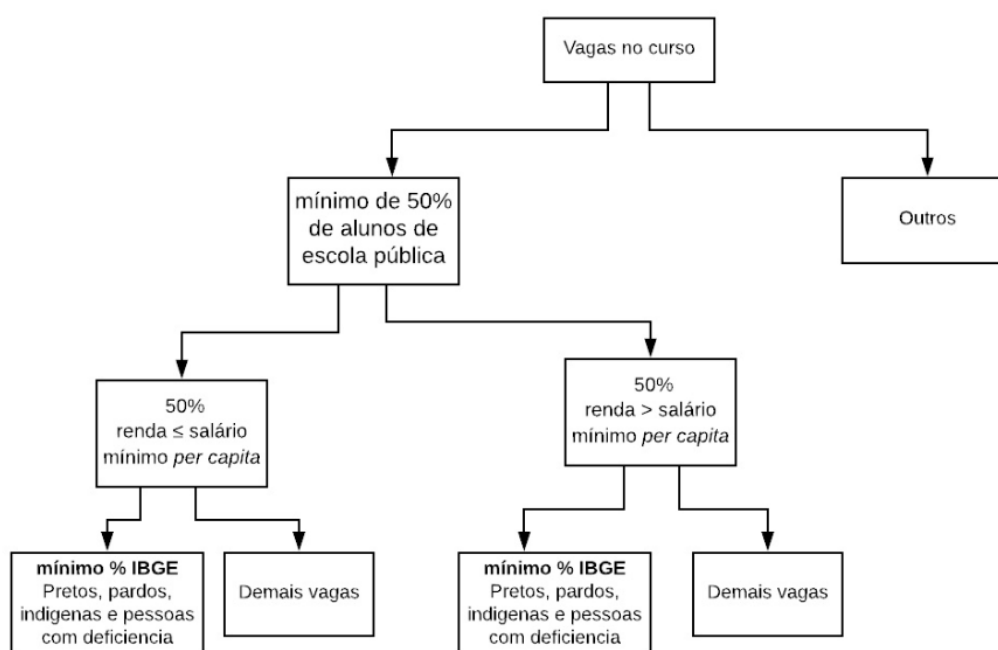 Vagas no curso
mínimo de 50%
de alunos de
escola pública
Outros
50%
renda ≤ salário
mínimo per capita
50%
renda > salário
mínimo per capita
mínimo % IBGE
Pretos, pardos,
indígenas e pessoas
com deficiencia
Demais vagas
mínimo % IBGE
Pretos, pardos,
indígenas e pessoas
com deficiencia
Demais vagas